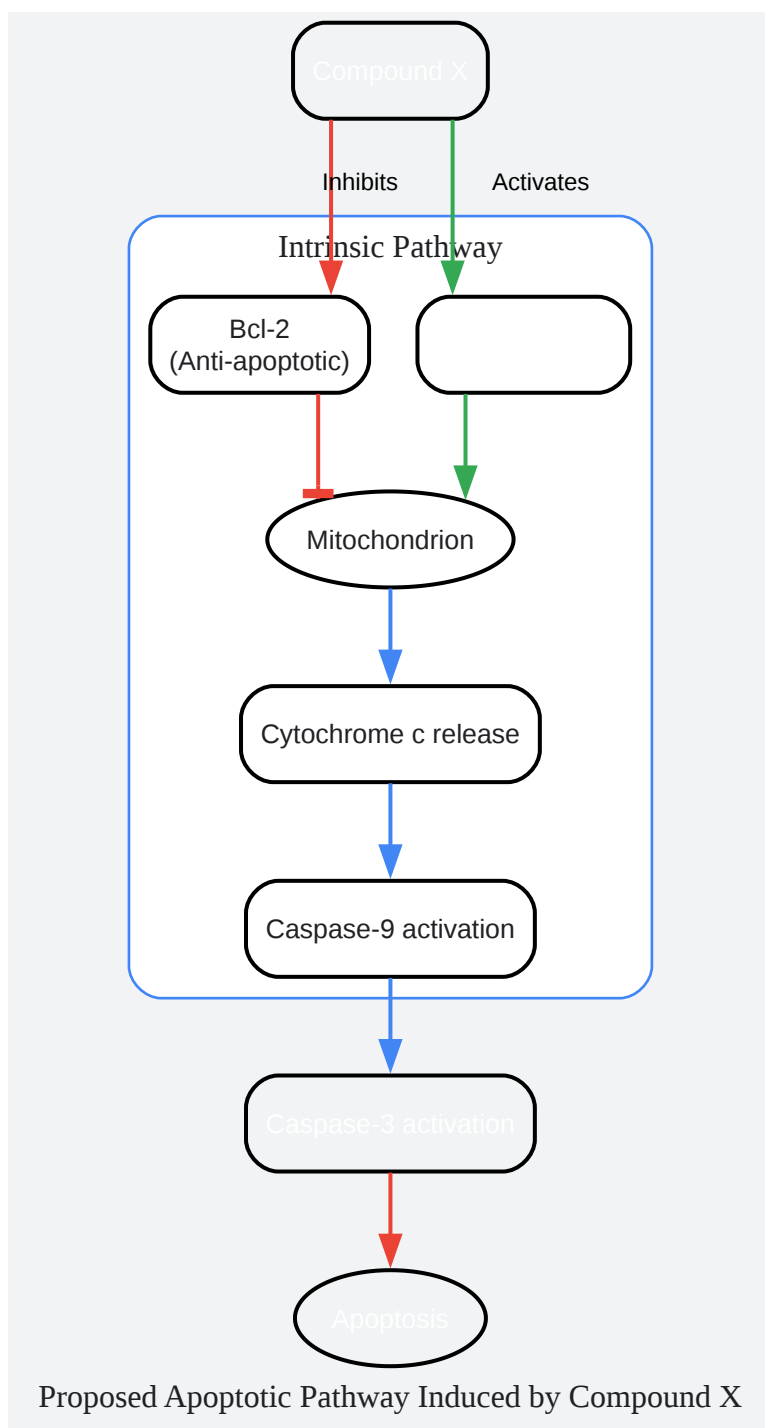 Compound X
Inhibits
Activates
Intrinsic Pathway
Bcl-2
(Anti-apoptotic)
Mitochondrion
Cytochrome c release
Caspase-9 activation
Caspase-3 activation
Apoptosis
Proposed Apoptotic Pathway Induced by Compound X